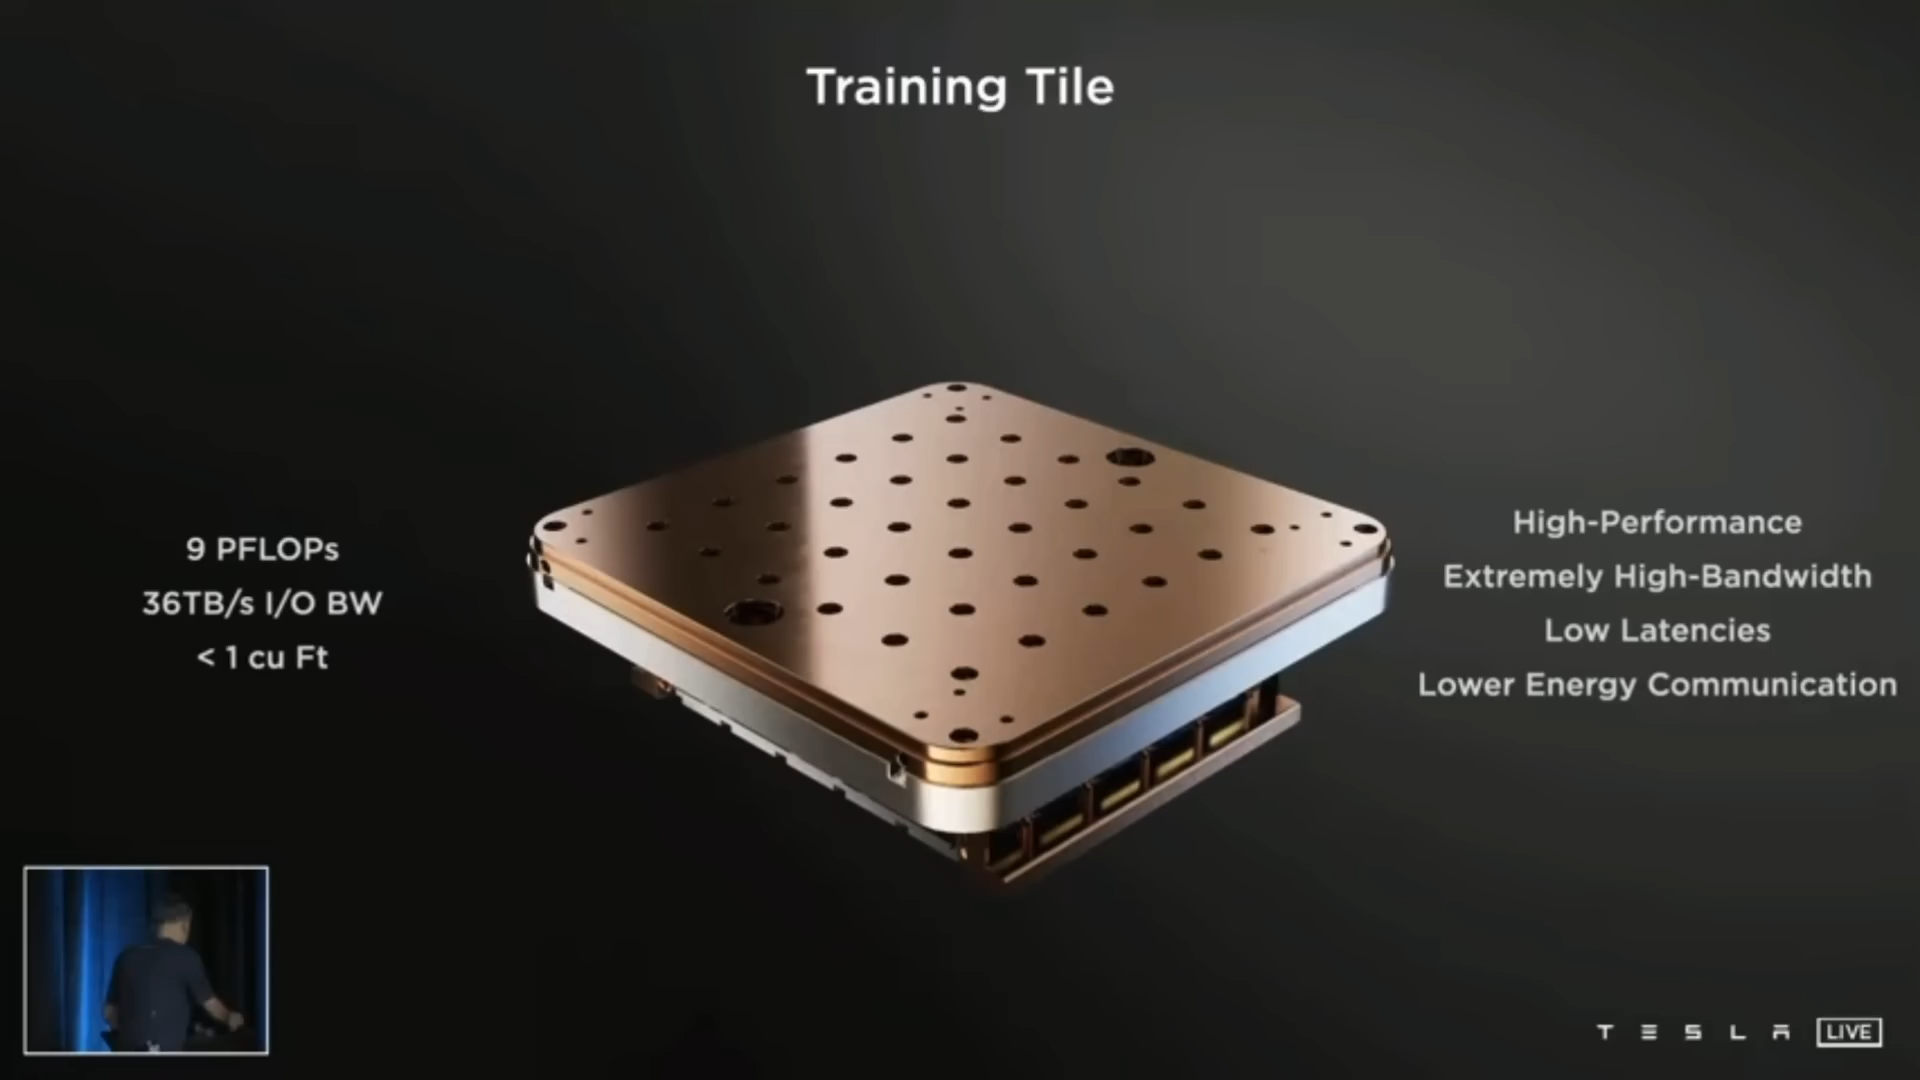 Training Tile
9 PFLOPs
36TB/s I/O BW
< 1 cu Ft
High-Performance
Extremely High-Bandwidth
Low Latencies
Lower Energy Communication
TESLA LIVE